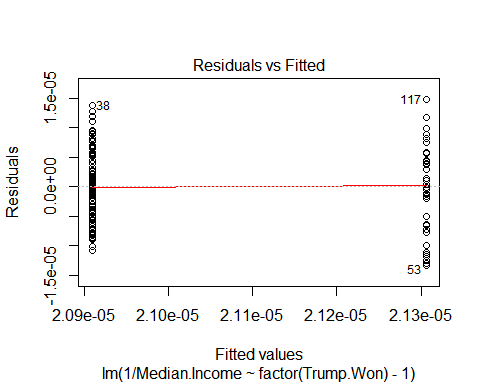 Residuals vs Fitted
1.5e-05
0.0e+00
-1.5e-05
Residuals
38
117
53
2.09e-05 2.10e-05 2.11e-05 2.12e-05 2.13e-05
Fitted values
lm(1/Median.Income ~ factor(Trump.Won) - 1)